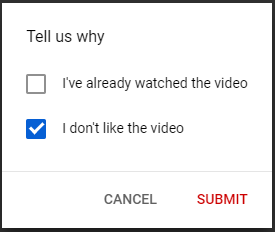 Tell us why
I've already watched the video
I don't like the video
CANCEL SUBMIT